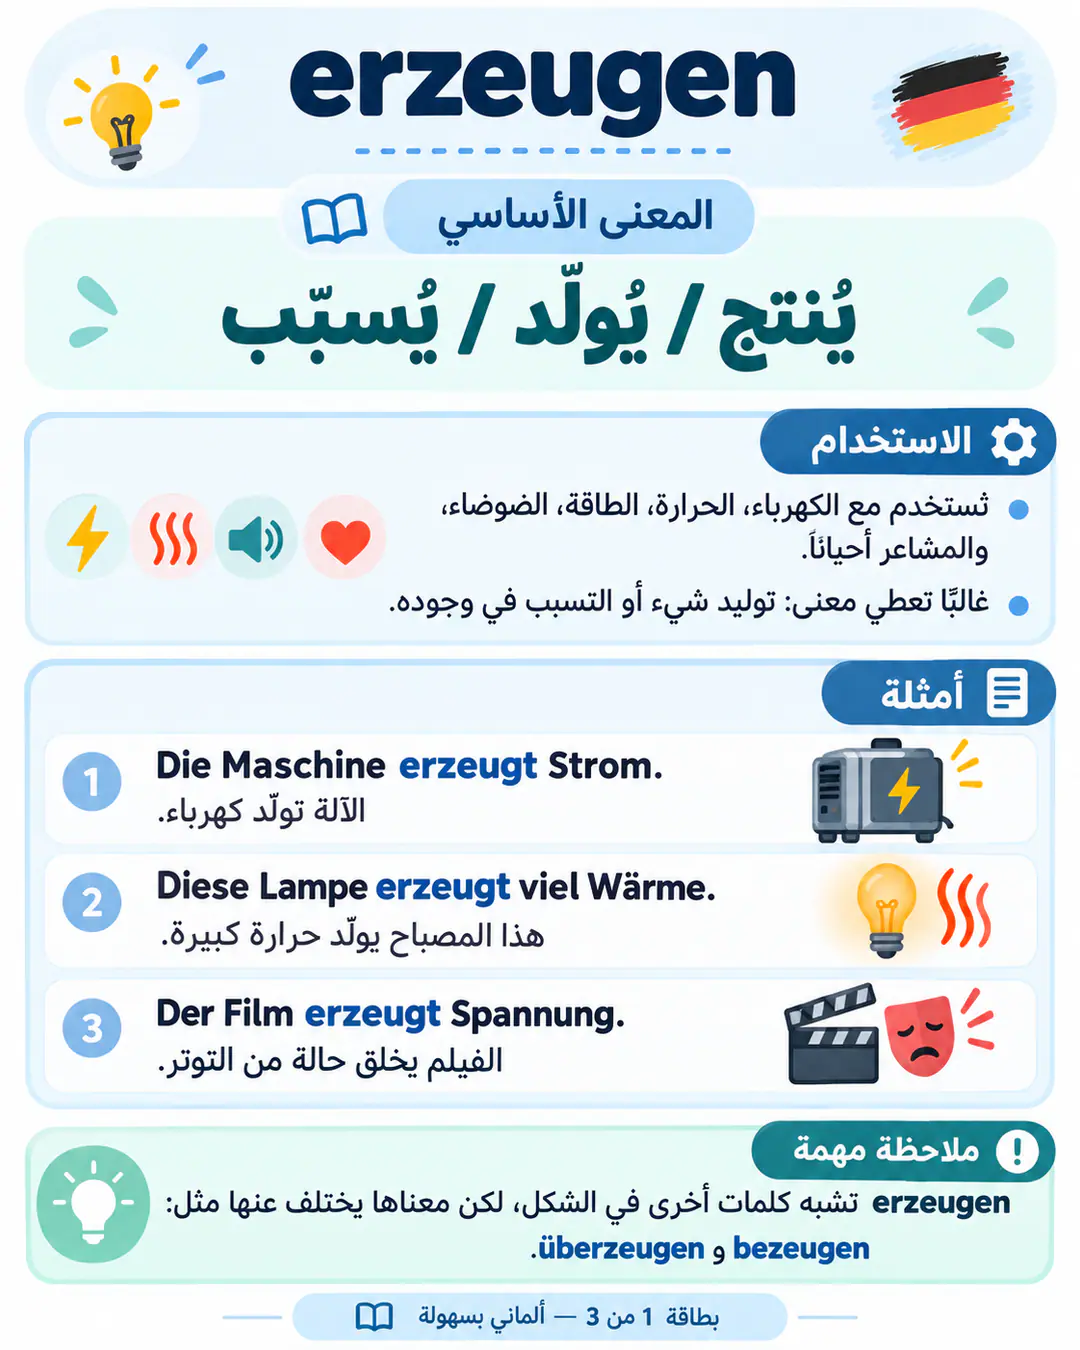 erzeugen
المعنى الأساسي
يُنتج / يُولّد / يُسبّب
الاستخدام
تُستخدم مع الكهرباء، الحرارة، الطاقة، الضوضاء،
والمشاعر أحيانًا.
غالبًا تعطي معنى: توليد شيء أو التسبب في وجوده.
أمثلة
1
Die Maschine erzeugt Strom.
الآلة تولّد كهرباء.
2
Diese Lampe erzeugt viel Wärme.
هذا المصباح يولّد حرارة كبيرة.
3
Der Film erzeugt Spannung.
الفيلم يخلق حالة من التوتر.
ملاحظة مهمة
erzeugen تشبه كلمات أخرى في الشكل، لكن معناها يختلف عنها مثل:
bezeugen و überzeugen.
بطاقة 1 من 3 — ألماني بسهولة